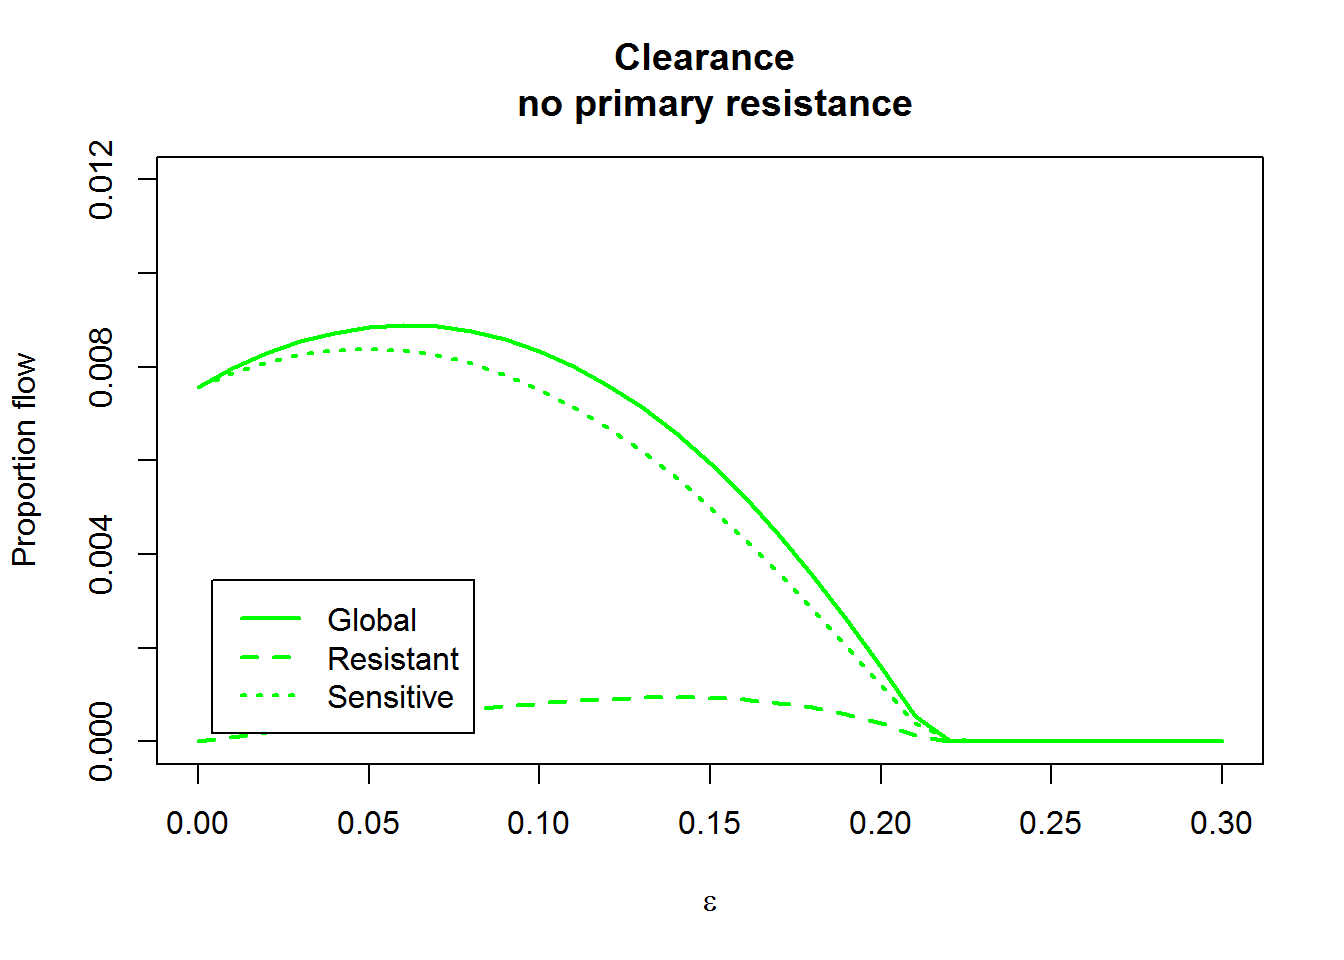 Clearance
no primary resistance
Proportion flow
0.012
0.008
0.004
0.000
Global
Resistant
Sensitive
0.00 0.05 0.10 0.15 0.20 0.25 0.30
ε